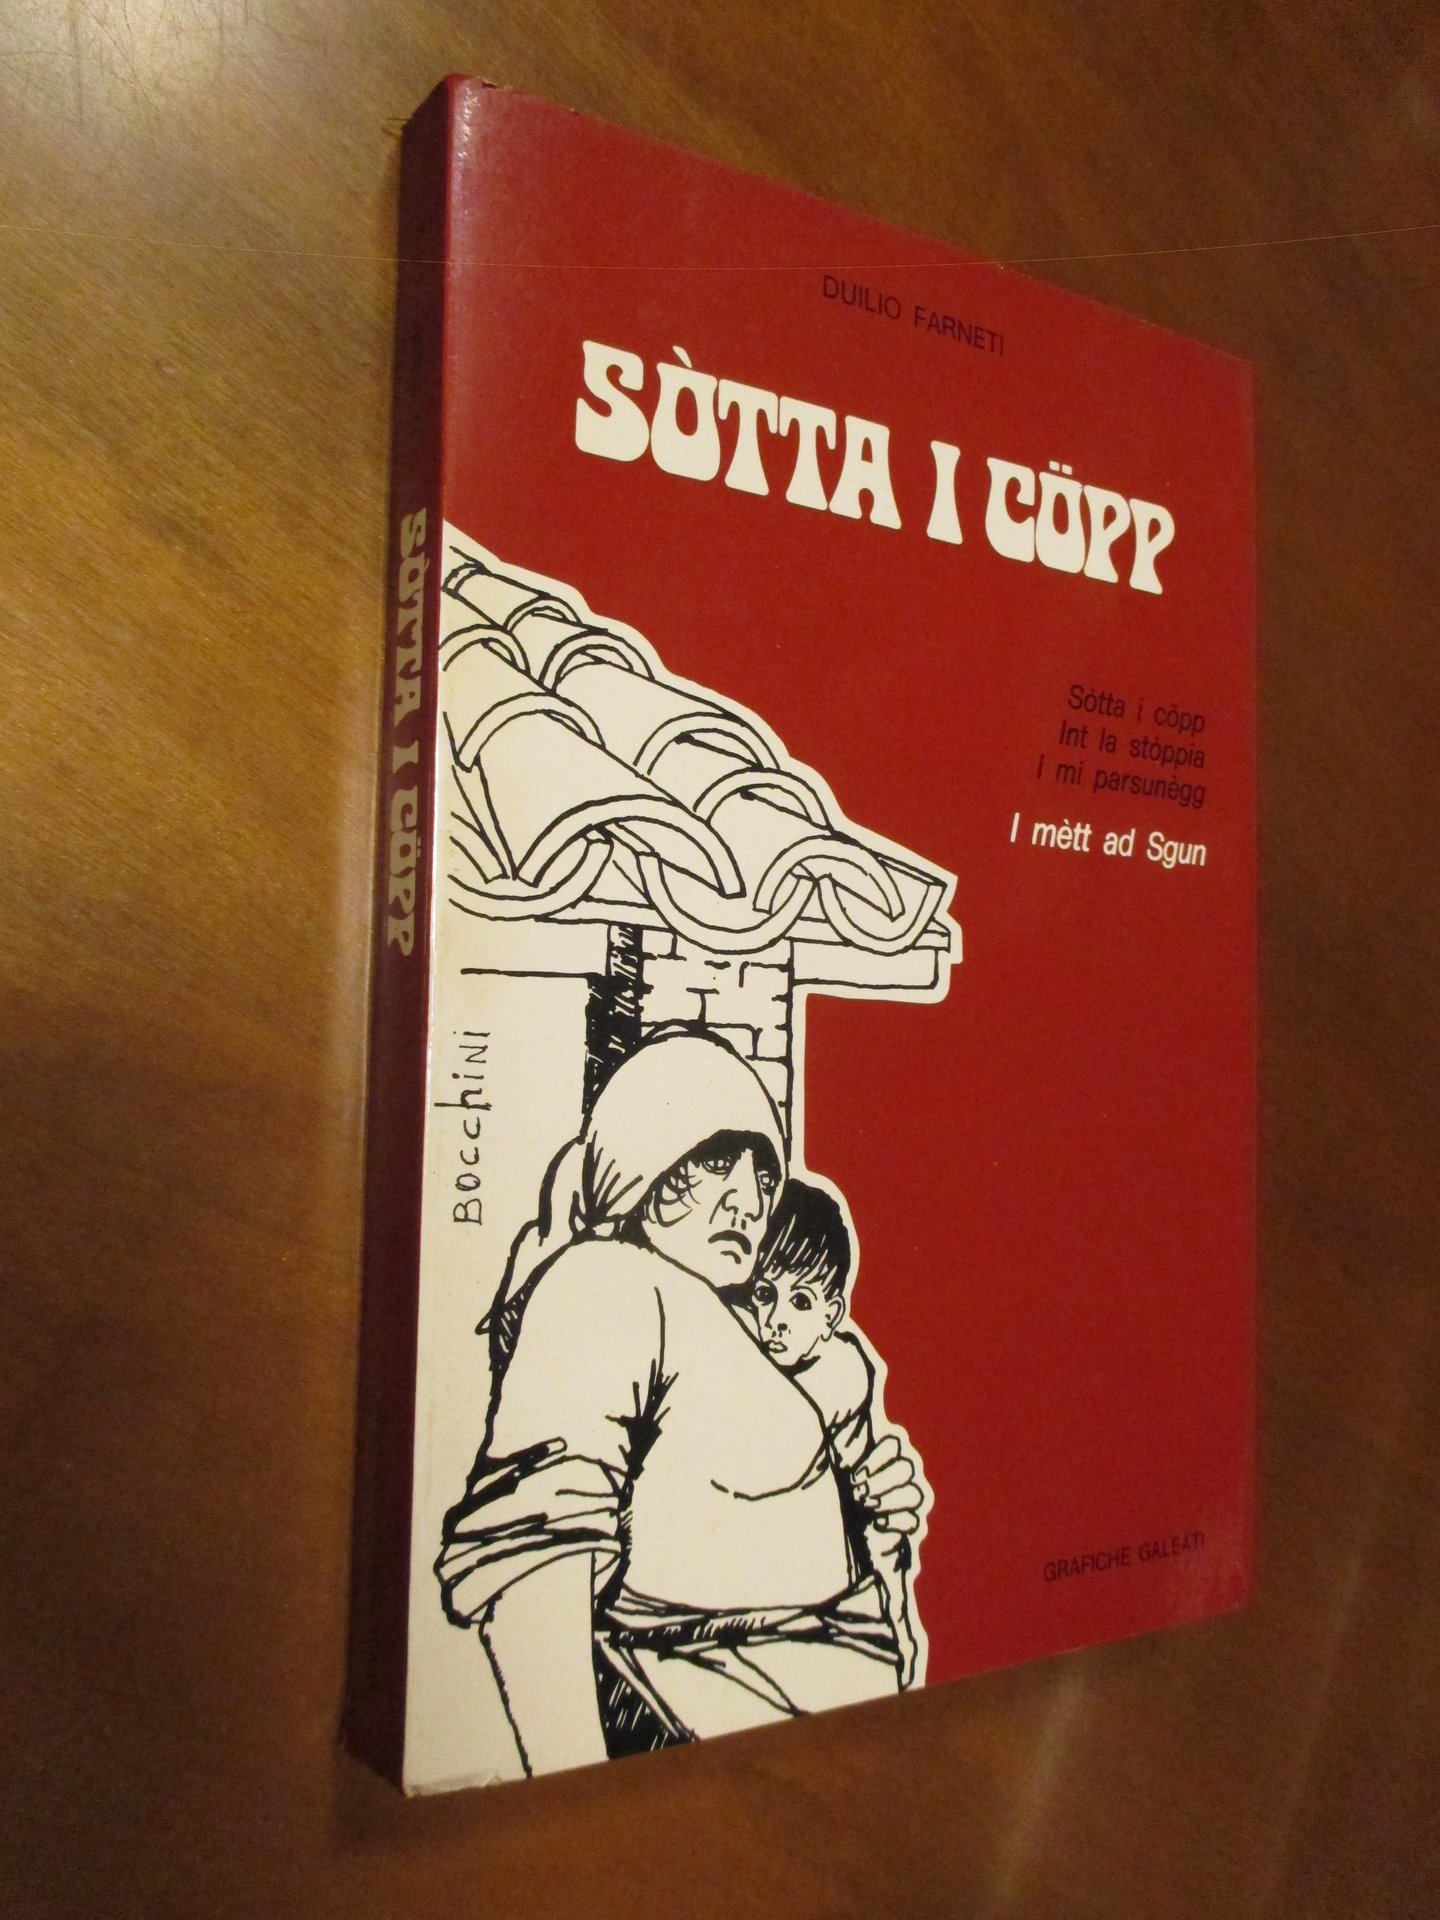 DUILIO FARNETI
SÒTTA I CÖPP
Sòtta i cöpp
Int la stòppia
I mi parsunègg
I mètt ad Sgun
BOcchiNi
GRAFICHE GALEATI
SÒTTA I CÖPP